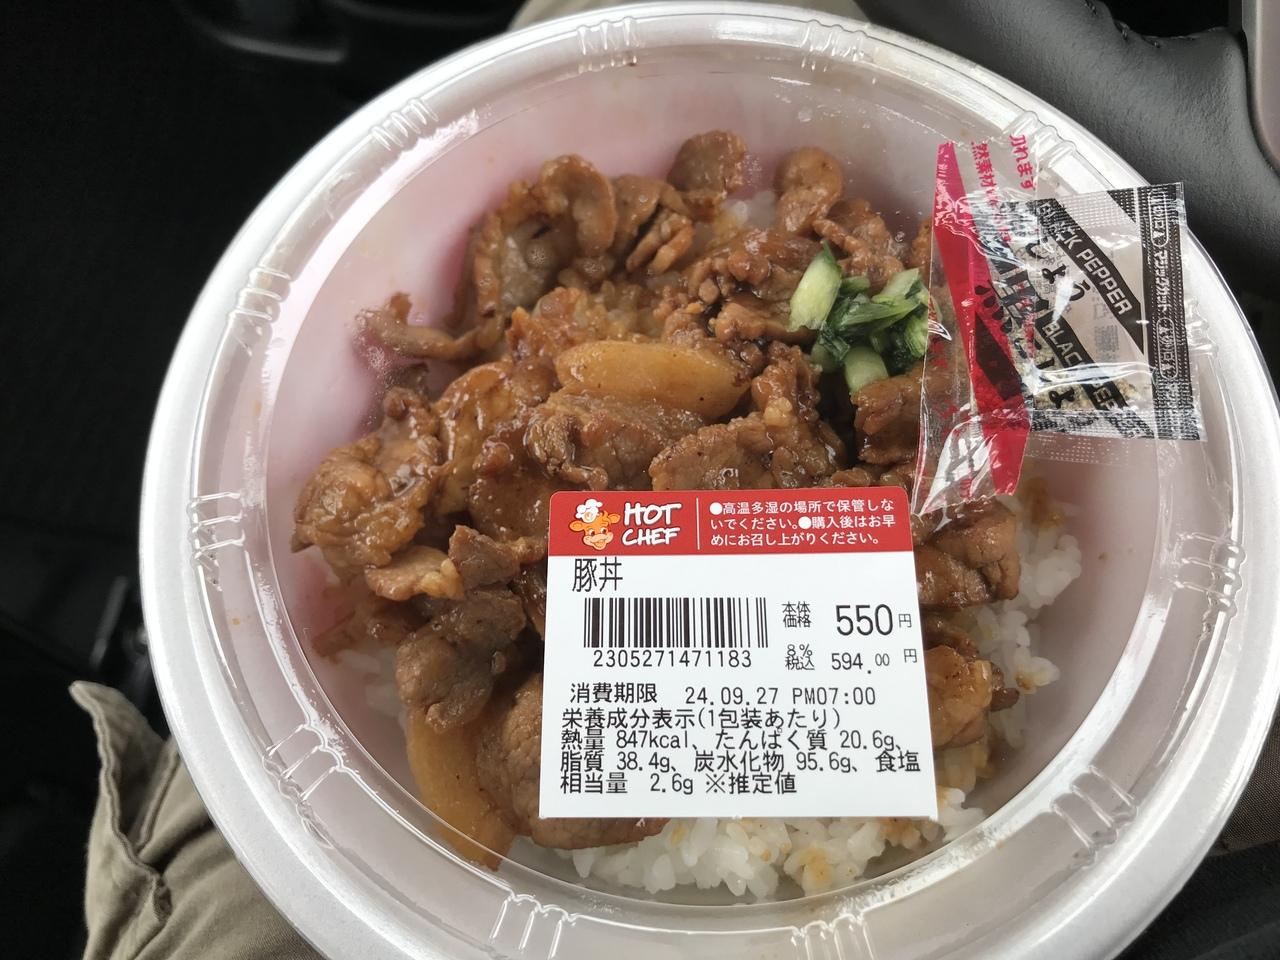 切れます
BLACK PEPPER
HOT CHEF
●高温多湿の場所で保管しな
いでください。●購入後はお早
めにお召し上がりください。
豚丼
本体価格 550円
2305271471183
8%税込 594.00 円
消費期限 24.09.27 PM07:00
栄養成分表示(1包装あたり)
熱量 847kcal、たんぱく質 20.6g、
脂質 38.4g、炭水化物 95.6g、食塩
相当量 2.6g ※推定値